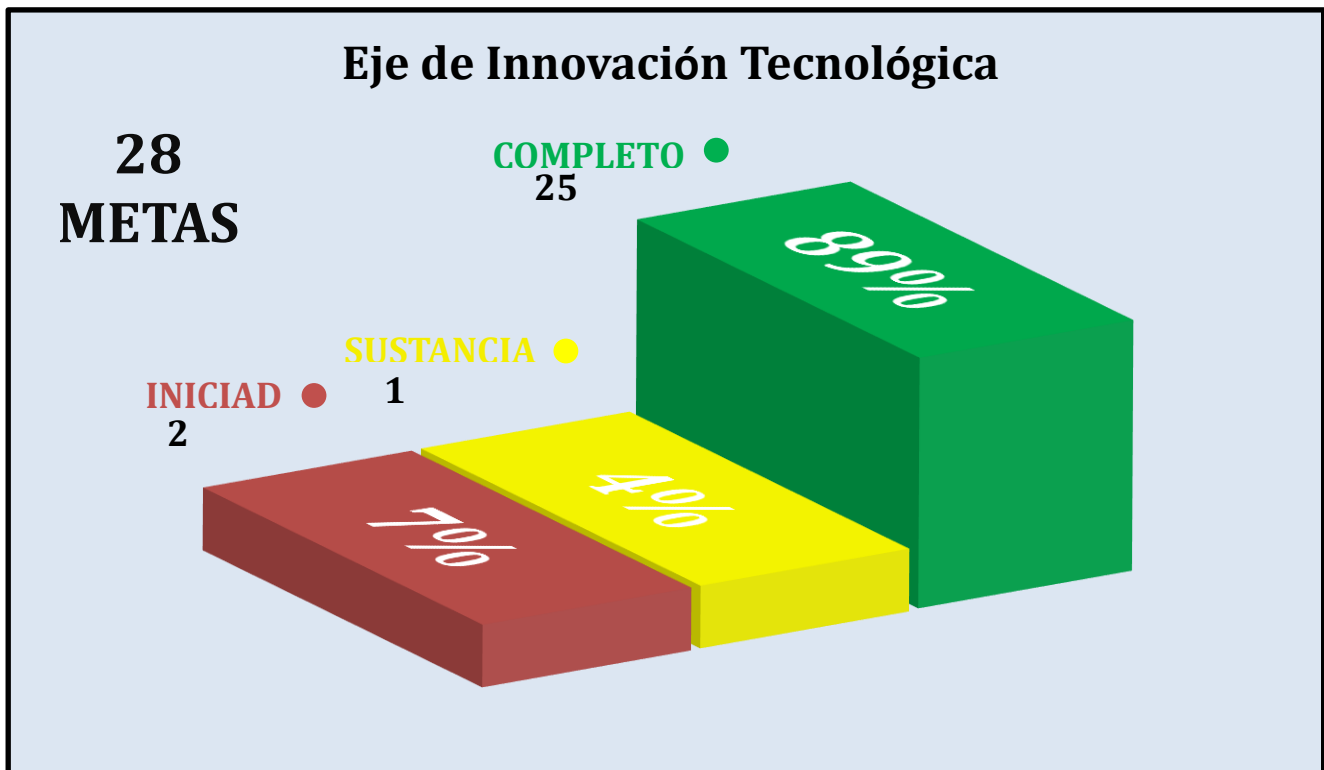 Eje de Innovación Tecnológica
28
METAS
COMPLETO
25
89%
SUSTANCIA
1
4%
INICIAD
2
7%